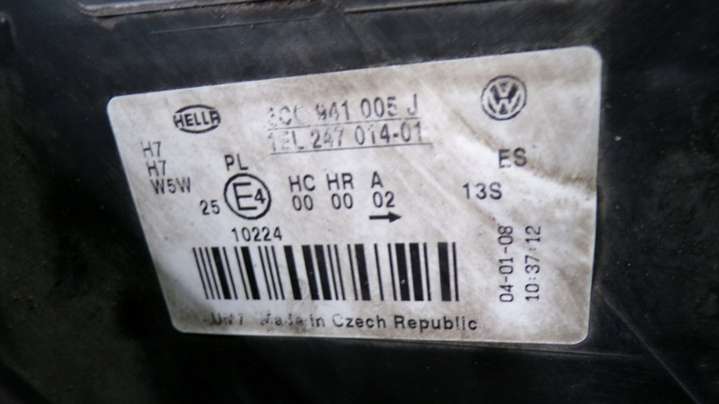 HELLA
941 005 J
1EL 247 014-01
H7
H7
W5W
PL
25
E4
HC HR A
00 00 02
10224
ES
13S
04-01-08
10:37:12
Made in Czech Republic